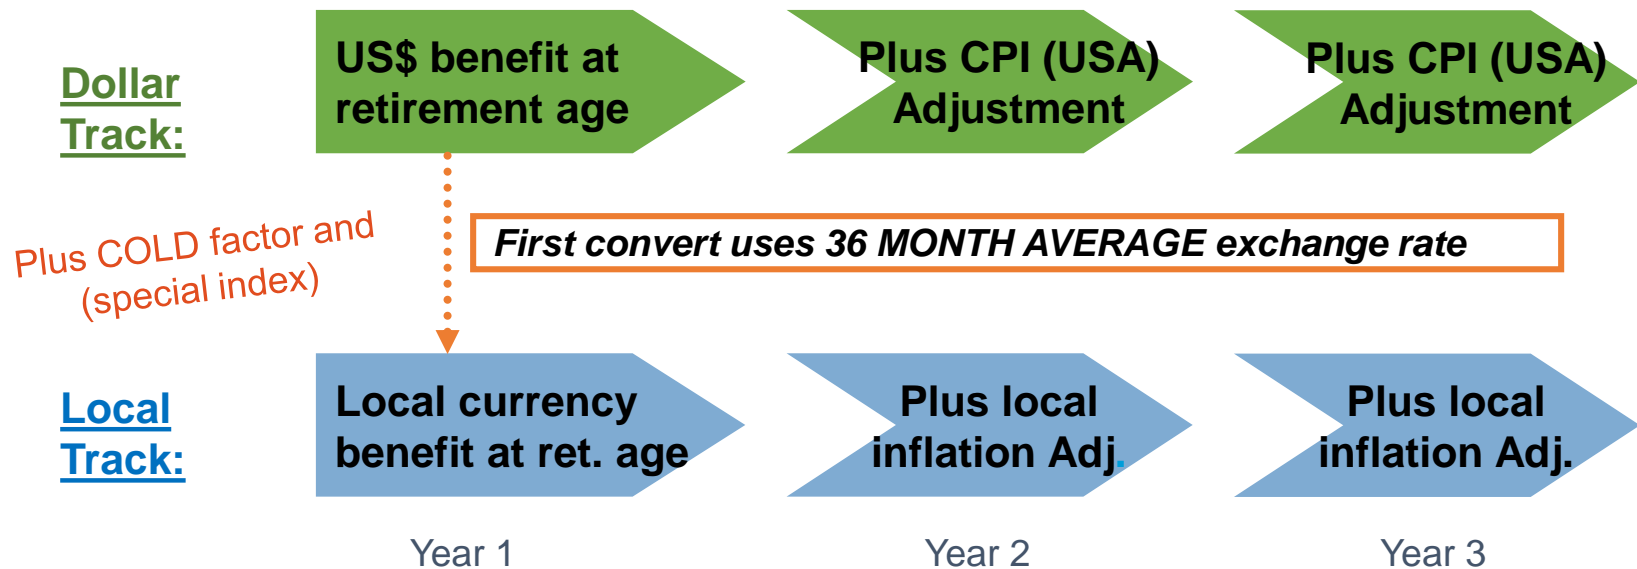 Dollar
Track:
US$ benefit at
retirement age
Plus CPI (USA)
Adjustment
Plus CPI (USA)
Adjustment
Plus COLD factor and
(special index)
First convert uses 36 MONTH AVERAGE exchange rate
Local
Track:
Local currency
benefit at ret. age
Plus local
inflation Adj.
Plus local
inflation Adj.
Year 1
Year 2
Year 3